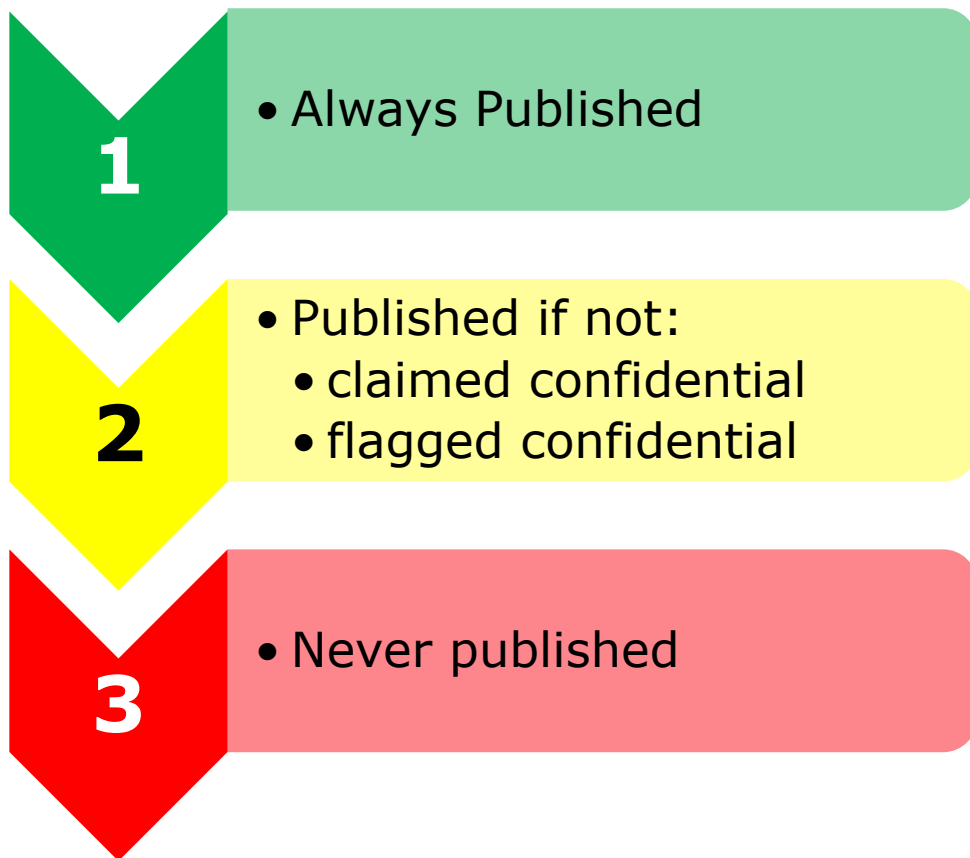 1
• Always Published
2
• Published if not:
• claimed confidential
• flagged confidential
3
• Never published